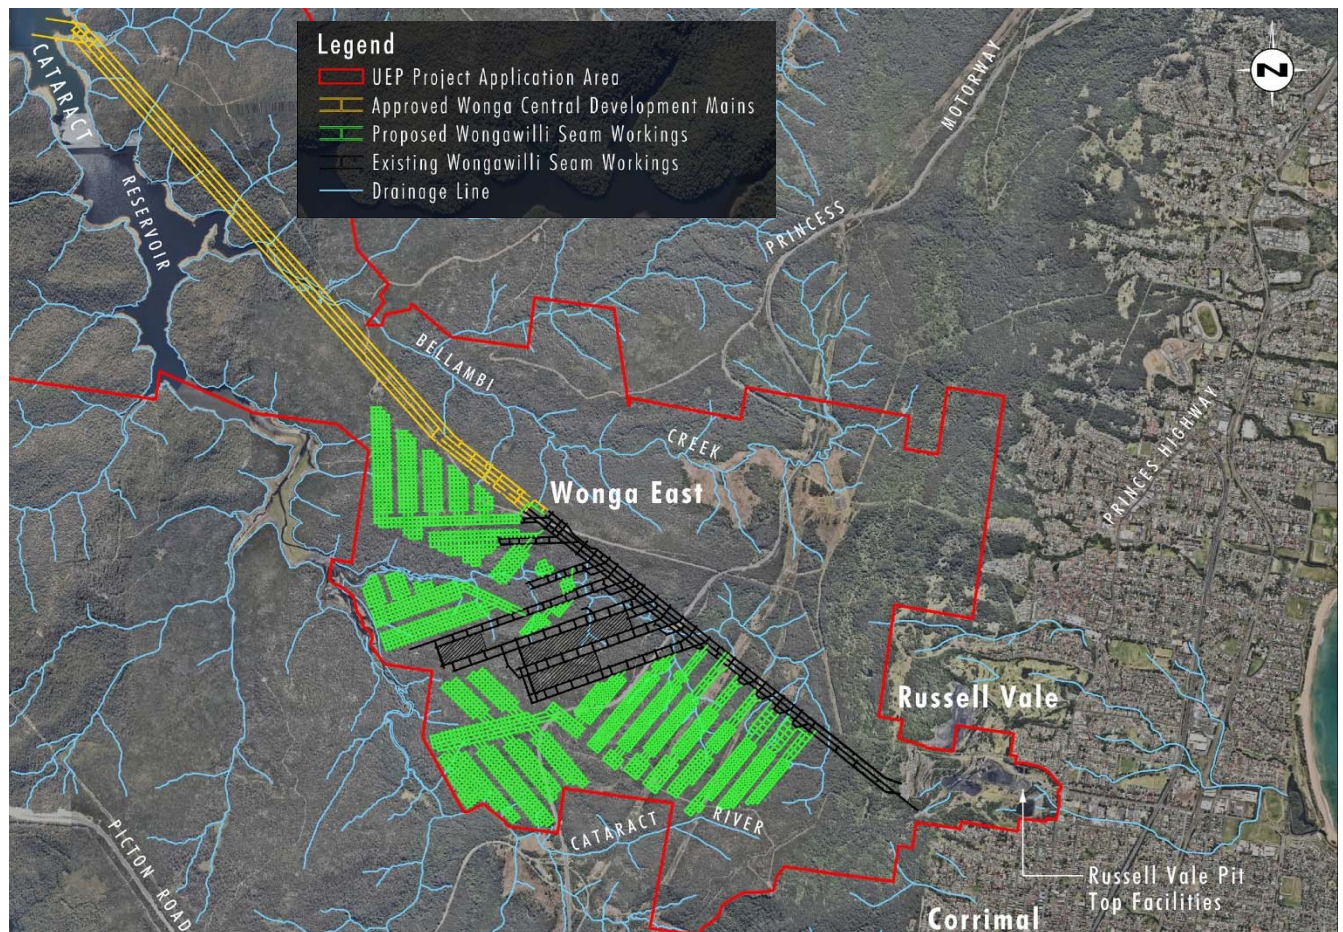 Legend
UEP Project Application Area
Approved Wonga Central Development Mains
Proposed Wongawilli Seam Workings
Existing Wongawilli Seam Workings
Drainage Line
N
CATARACT
RESERVOIR
MOTORWAY
PRINCESS
BELLAMBI
CREEK
PRINCES HIGHWAY
Wonga East
Russell Vale
CATARACT
RIVER
PICTON ROAD
Russell Vale Pit
Top Facilities
Corrimal